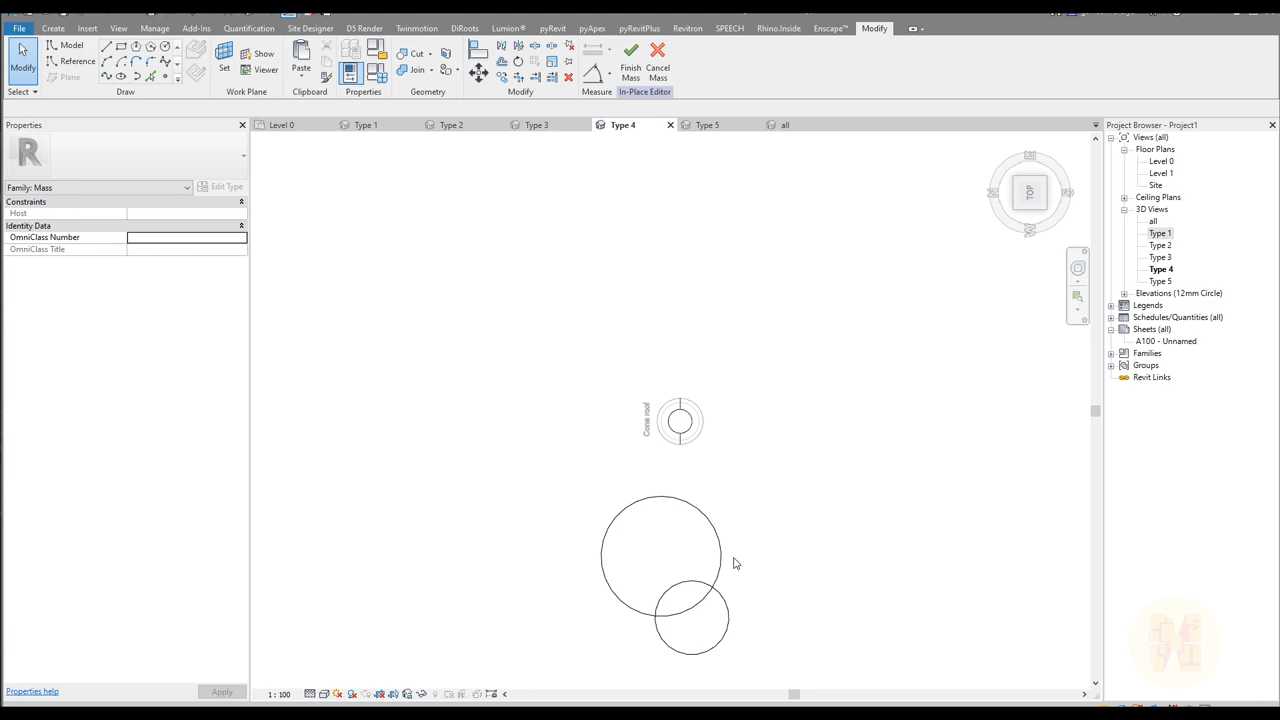 File Create Insert View Manage Add-Ins Quantification Site Designer D5 Render Twinmotion DiRoots Lumion® pyRevit pyApex pyRevitPlus Revitron SPEECH Rhino.Inside Enscape™ Modify
Modify
Model
Reference
Plane
Set
Show
Viewer
Paste
Cut
Join
Finish Mass
Cancel Mass
Select Draw Work Plane Clipboard Properties Geometry Modify Measure In-Place Editor
Properties
Level 0 Type 1 Type 2 Type 3 Type 4 Type 5 all
Project Browser - Project1
R
Family: Mass Edit Type
Constraints
Host
Identity Data
OmniClass Number
OmniClass Title
TOP
Cone roof
Views (all)
Floor Plans
Level 0
Level 1
Site
Ceiling Plans
3D Views
all
Type 1
Type 2
Type 3
Type 4
Type 5
Elevations (12mm Circle)
Legends
Schedules/Quantities (all)
Sheets (all)
A100 - Unnamed
Families
Groups
Revit Links
Properties help Apply
1 : 100